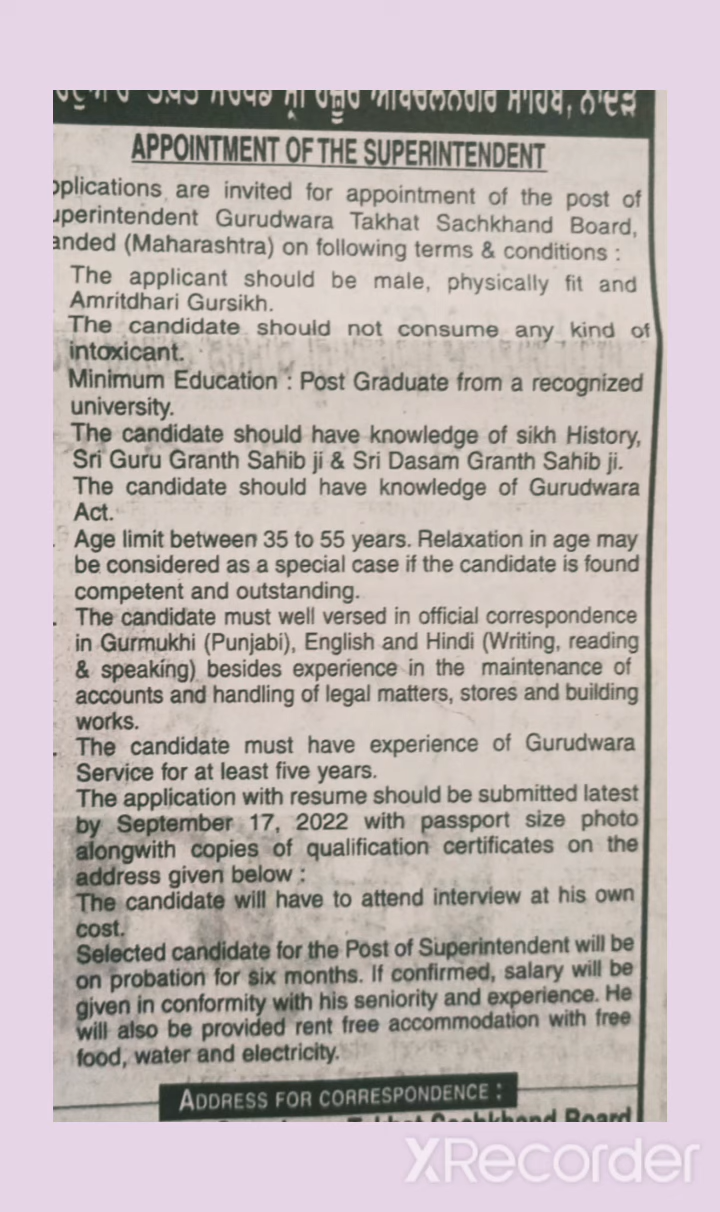 ਸ੍ਰੀ ਹਜ਼ੂਰ ਅਬਿਚਲਨਗਰ ਸਾਹਿਬ, ਨਾਂਦੇੜ
APPOINTMENT OF THE SUPERINTENDENT
pplications are invited for appointment of the post of
uperintendent Gurudwara Takhat Sachkhand Board,
anded (Maharashtra) on following terms & conditions :
The applicant should be male, physically fit and
Amritdhari Gursikh.
The candidate should not consume any kind of
intoxicant.
Minimum Education : Post Graduate from a recognized
university.
The candidate should have knowledge of sikh History,
Sri Guru Granth Sahib ji & Sri Dasam Granth Sahib ji.
The candidate should have knowledge of Gurudwara
Act.
Age limit between 35 to 55 years. Relaxation in age may
be considered as a special case if the candidate is found
competent and outstanding.
The candidate must well versed in official correspondence
in Gurmukhi (Punjabi), English and Hindi (Writing, reading
& speaking) besides experience in the maintenance of
accounts and handling of legal matters, stores and building
works.
The candidate must have experience of Gurudwara
Service for at least five years.
The application with resume should be submitted latest
by September 17, 2022 with passport size photo
alongwith copies of qualification certificates on the
address given below :
The candidate will have to attend interview at his own
cost.
Selected candidate for the Post of Superintendent will be
on probation for six months. If confirmed, salary will be
given in conformity with his seniority and experience. He
will also be provided rent free accommodation with free
food, water and electricity.
ADDRESS FOR CORRESPONDENCE :
Takhat Sachkhand Board
XRecorder